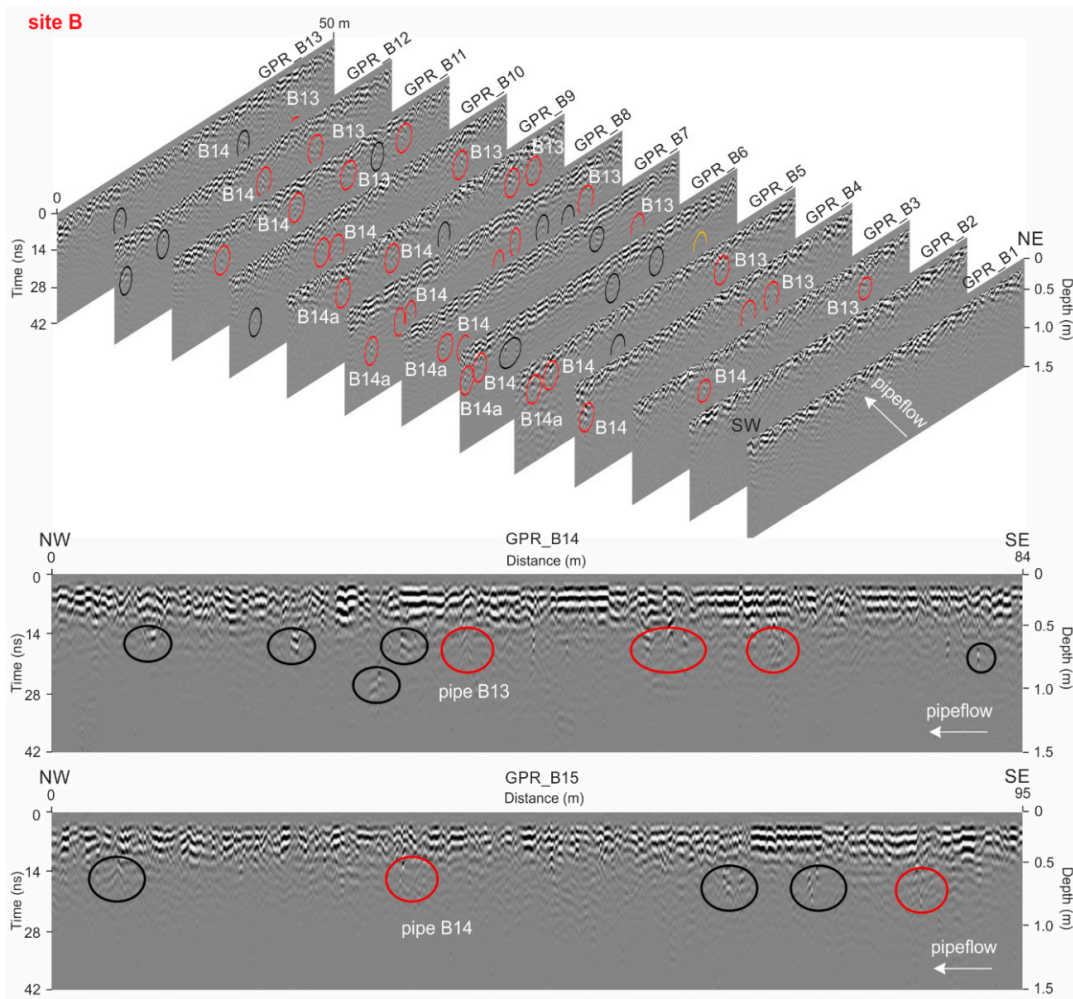 site B
50 m
GPR_B13
GPR_B12
GPR_B11
GPR_B10
GPR_B9
GPR_B8
GPR_B7
GPR_B6
GPR_B5
GPR_B4
GPR_B3
GPR_B2
GPR_B1
NE
SW
0
0
14
28
42
Time (ns)
0
0.5
1.0
1.5
Depth (m)
B13
B14
B13
B14
B13
B14
B13
B14
B13
B14
B14a
B13
B14
B14a
B13
B14
B14a
B13
B14
B14a
B13
B14
B13
B14
pipeflow
NW
GPR_B14
SE
0
Distance (m)
84
0
14
28
42
Time (ns)
0
0.5
1.0
1.5
Depth (m)
pipe B13
pipeflow
NW
GPR_B15
SE
0
Distance (m)
95
0
14
28
42
Time (ns)
0
0.5
1.0
1.5
Depth (m)
pipe B14
pipeflow